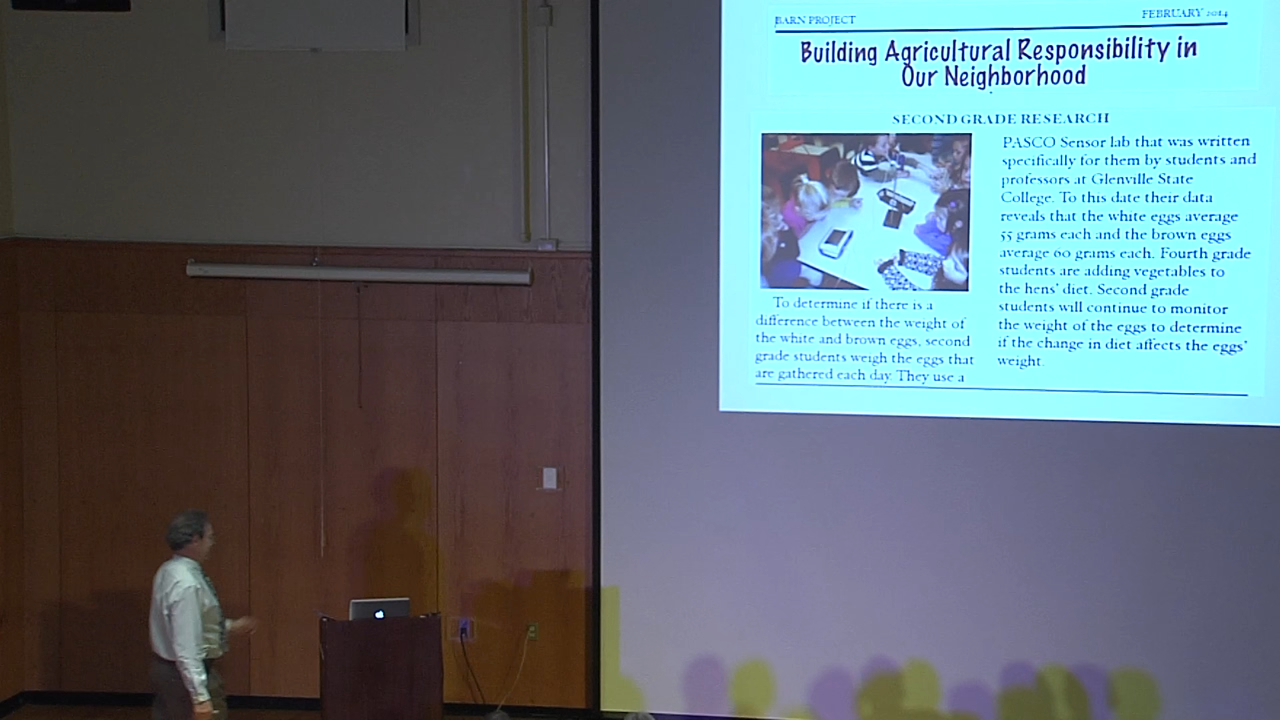 BARN PROJECT
FEBRUARY 2014
Building Agricultural Responsibility in
Our Neighborhood
SECOND GRADE RESEARCH
To determine if there is a
difference between the weight of
the white and brown eggs, second
grade students weigh the eggs that
are gathered each day. They use a
PASCO Sensor lab that was written
specifically for them by students and
professors at Glenville State
College. To this date their data
reveals that the white eggs average
55 grams each and the brown eggs
average 60 grams each. Fourth grade
students are adding vegetables to
the hens' diet. Second grade
students will continue to monitor
the weight of the eggs to determine
if the change in diet affects the eggs'
weight.